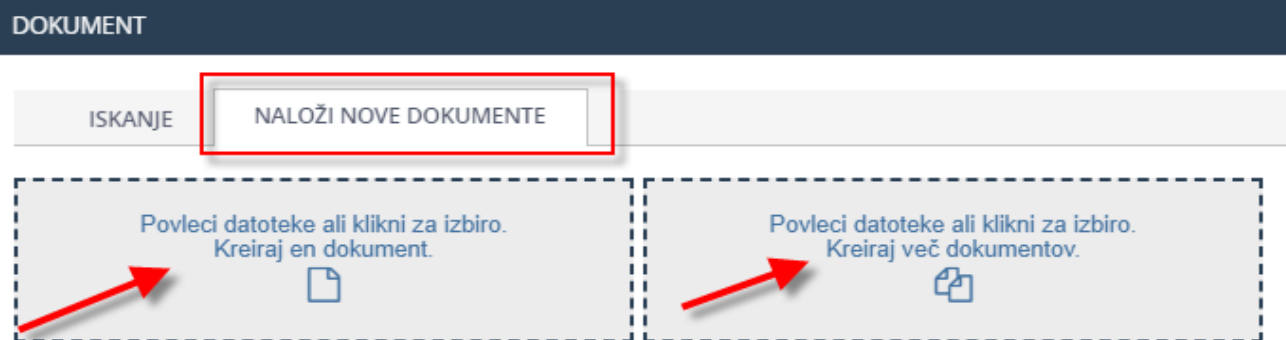 DOKUMENT
ISKANJE
NALOŽI NOVE DOKUMENTE
Povleci datoteke ali klikni za izbiro.
Kreiraj en dokument.
Povleci datoteke ali klikni za izbiro.
Kreiraj več dokumentov.